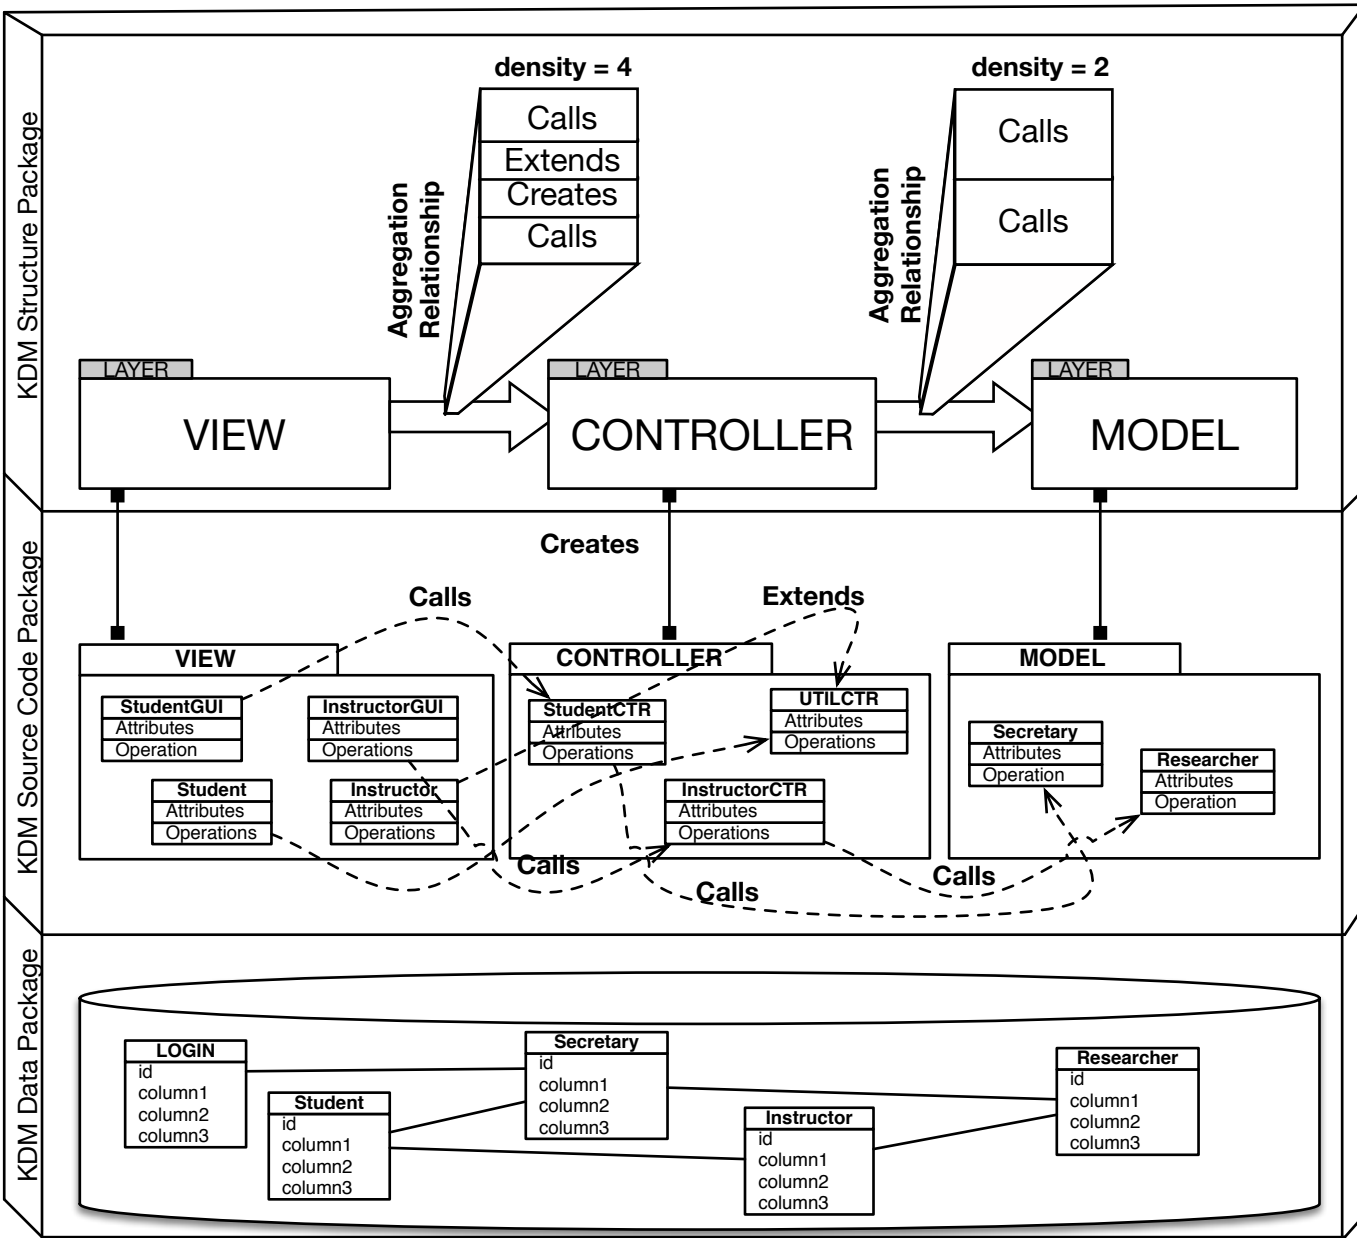 KDM Structure Package
density = 4
Calls
Extends
Creates
Calls
Aggregation
Relationship
density = 2
Calls
Calls
Aggregation
Relationship
LAYER
VIEW
LAYER
CONTROLLER
LAYER
MODEL
KDM Source Code Package
Creates
Calls
Extends
VIEW
StudentGUI
Attributes
Operation
InstructorGUI
Attributes
Operations
Student
Attributes
Operations
Instructor
Attributes
Operations
CONTROLLER
StudentCTR
Attributes
Operations
UTILCTR
Attributes
Operations
InstructorCTR
Attributes
Operations
MODEL
Secretary
Attributes
Operation
Researcher
Attributes
Operation
Calls
Calls
Calls
KDM Data Package
LOGIN
id
column1
column2
column3
Student
id
column1
column2
column3
Secretary
id
column1
column2
column3
Instructor
id
column1
column2
column3
Researcher
id
column1
column2
column3